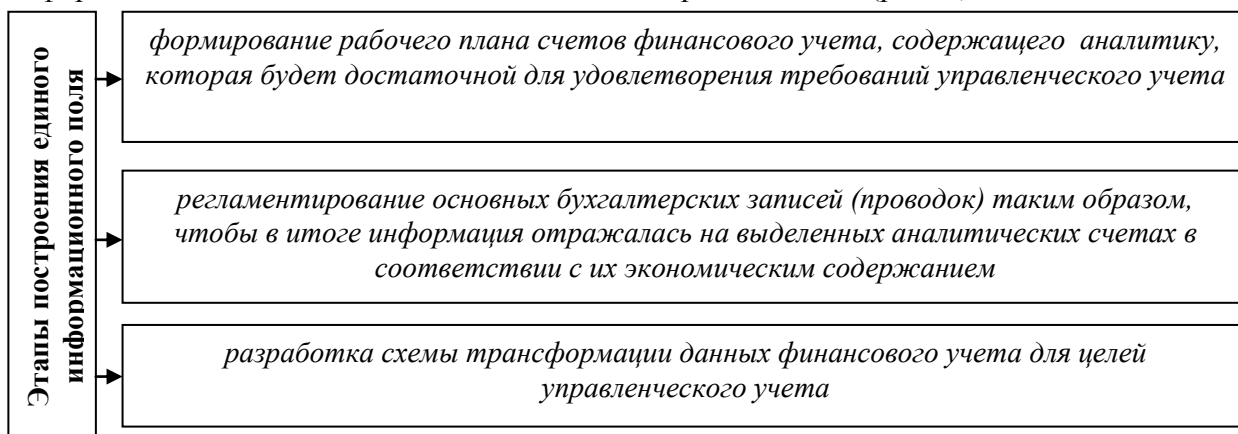 Этапы построения единого
информационного поля
формирование рабочего плана счетов финансового учета, содержащего аналитику,
которая будет достаточной для удовлетворения требований управленческого учета
регламентирование основных бухгалтерских записей (проводок) таким образом,
чтобы в итоге информация отражалась на выделенных аналитических счетах в
соответствии с их экономическим содержанием
разработка схемы трансформации данных финансового учета для целей
управленческого учета